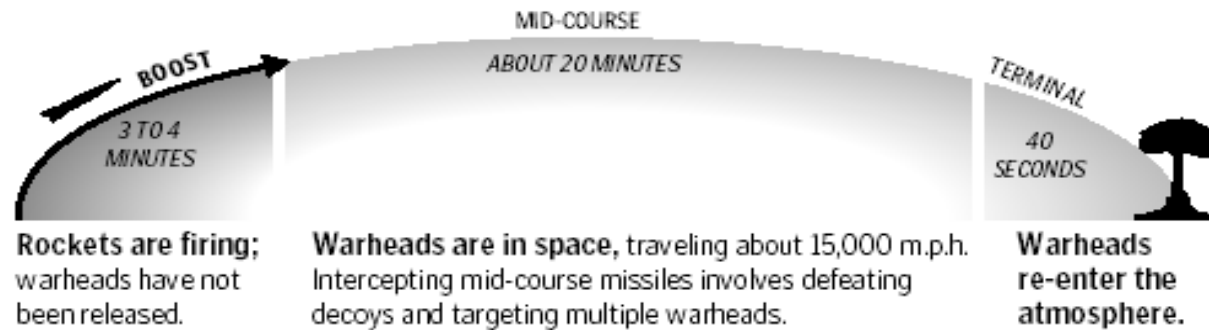 MID-COURSE
BOOST
ABOUT 20 MINUTES
TERMINAL
3 TO 4
MINUTES
40
SECONDS
Rockets are firing;
warheads have not
been released.
Warheads are in space, traveling about 15,000 m.p.h.
Intercepting mid-course missiles involves defeating
decoys and targeting multiple warheads.
Warheads
re-enter the
atmosphere.